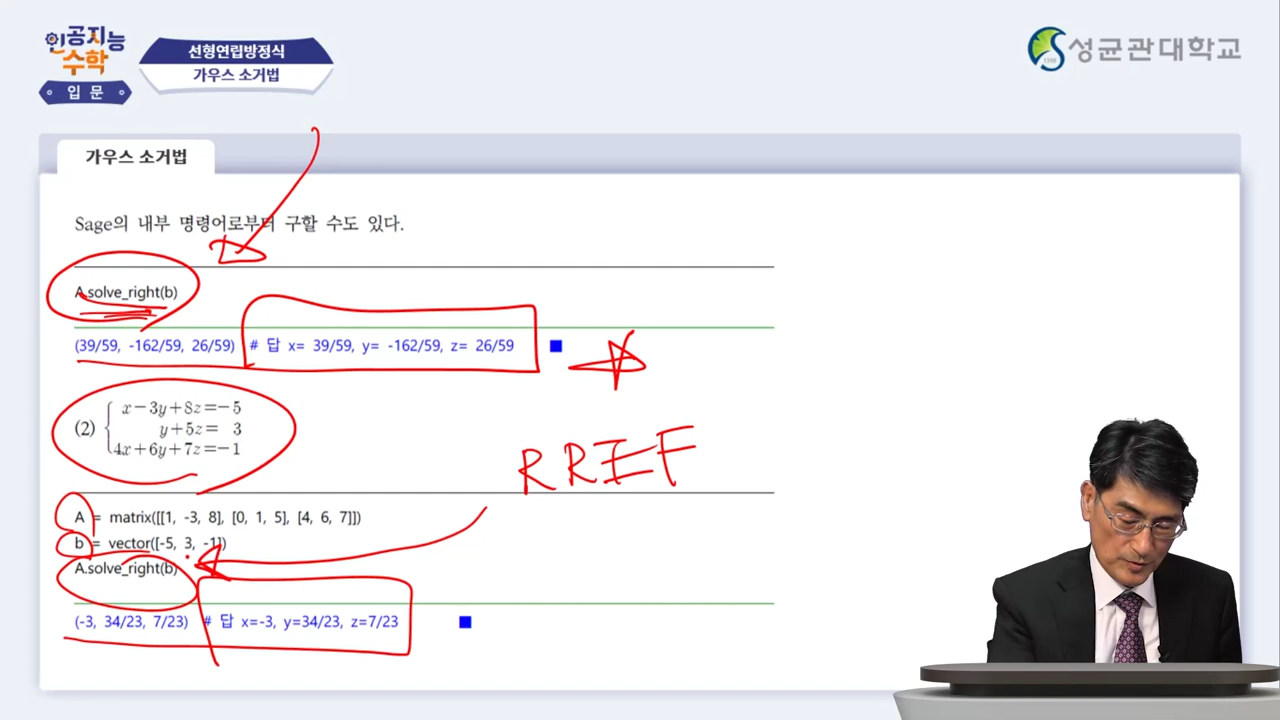 인공지능
수학
입문
선형연립방정식
가우스 소거법
성균관대학교
가우스 소거법
Sage의 내부 명령어로부터 구할 수도 있다.
A.solve_right(b)
(39/59, -162/59, 26/59) # 답 x= 39/59, y= -162/59, z= 26/59 ■
(2) x-3y+8z=-5
y+5z= 3
4x+6y+7z=-1
RREF
A = matrix([[1, -3, 8], [0, 1, 5], [4, 6, 7]])
b = vector([-5, 3, -1])
A.solve_right(b)
(-3, 34/23, 7/23) # 답 x=-3, y=34/23, z=7/23 ■